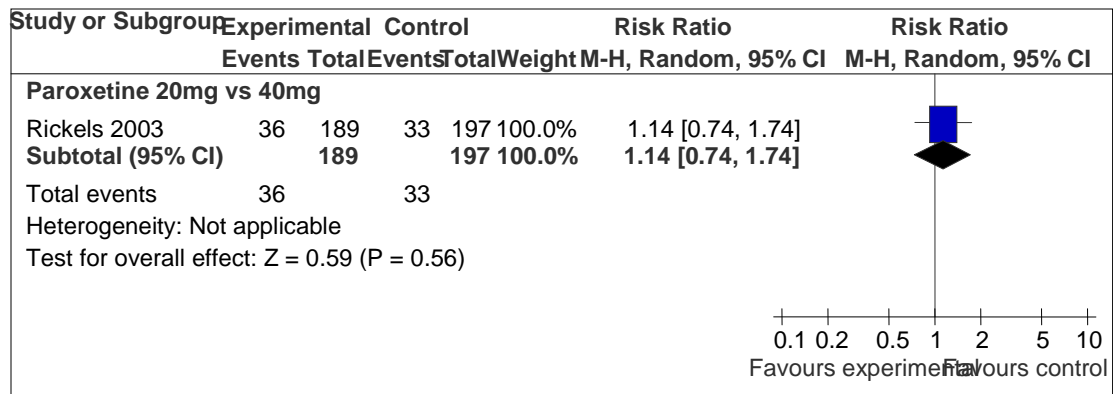 Study or Subgroup Experimental Control Risk Ratio Risk Ratio
Events Total Events Total Weight M-H, Random, 95% CI M-H, Random, 95% CI
Paroxetine 20mg vs 40mg
Rickels 2003 36 189 33 197 100.0% 1.14 [0.74, 1.74]
Subtotal (95% CI) 189 197 100.0% 1.14 [0.74, 1.74]
Total events 36 33
Heterogeneity: Not applicable
Test for overall effect: Z = 0.59 (P = 0.56)
0.1 0.2 0.5 1 2 5 10
Favours experimental Favours control